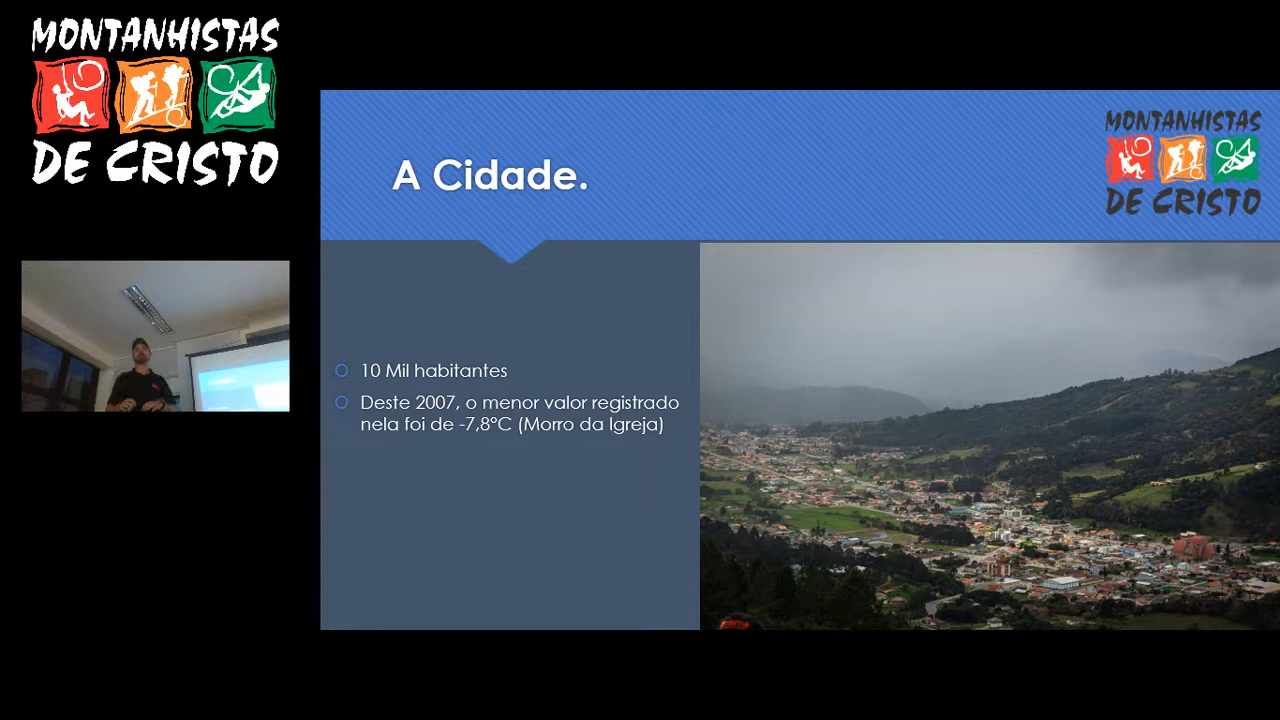 MONTANHISTAS
DE CRISTO
A Cidade.
MONTANHISTAS
DE CRISTO
10 Mil habitantes
Deste 2007, o menor valor registrado
nela foi de -7,8ºC (Morro da Igreja)